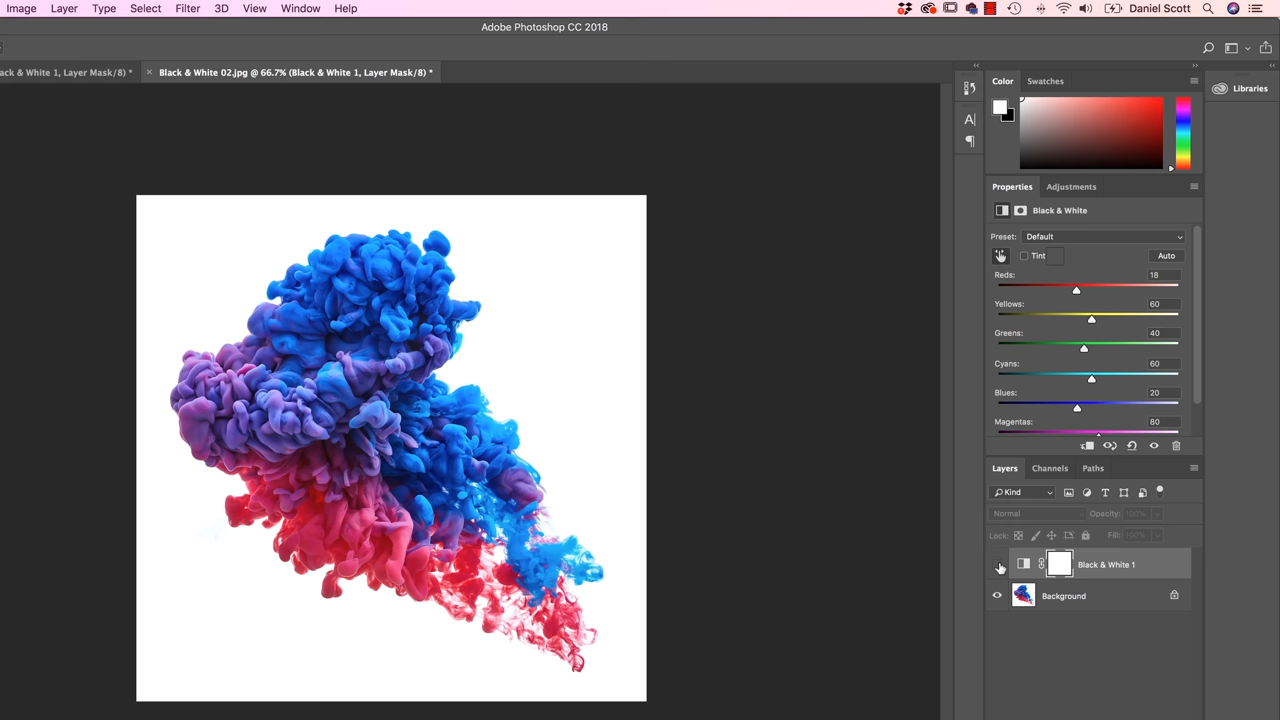 Image Layer Type Select Filter 3D View Window Help Daniel Scott
Adobe Photoshop CC 2018
ack & White 1, Layer Mask/8) * × Black & White 02.jpg @ 66.7% (Black & White 1, Layer Mask/8) *
Color Swatches
Libraries
A|
Properties Adjustments
Black & White
Preset: Default
Tint Auto
Reds: 18
Yellows: 60
Greens: 40
Cyans: 60
Blues: 20
Magentas: 80
Layers Channels Paths
Kind
Normal Opacity: 100%
Lock: Fill: 100%
Black & White 1
Background